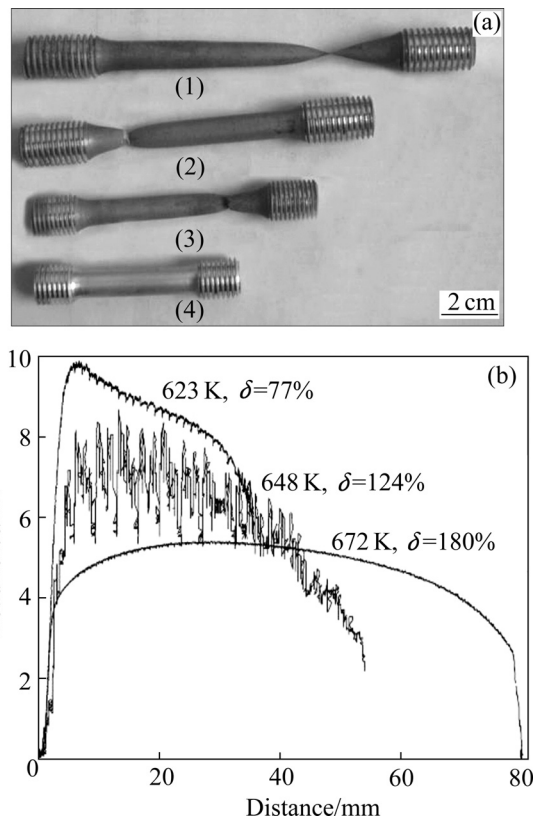 (a)
(1)
(2)
(3)
(4)
2 cm
(b)
10
8
6
4
2
0
623 K, δ=77%
648 K, δ=124%
672 K, δ=180%
0 20 40 60 80
Distance/mm